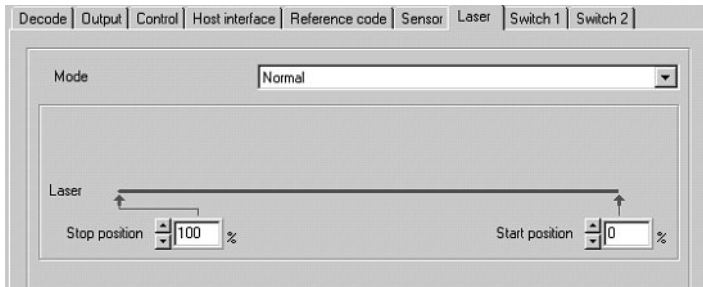 Decode Output Control Host interface Reference code Sensor Laser Switch 1 Switch 2
Mode Normal
Laser
Stop position 100 % Start position 0 %